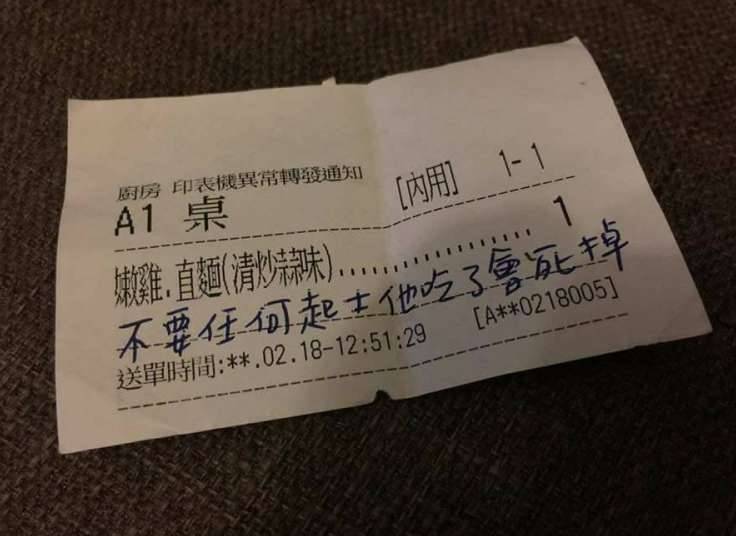 廚房 印表機異常轉發通知
A1 桌 [內用] 1-1
嫩雞.直麵(清炒蒜味)..................1
不要任何起士他吃了會死掉
送單時間:**.02.18-12:51:29 [A**0218005]